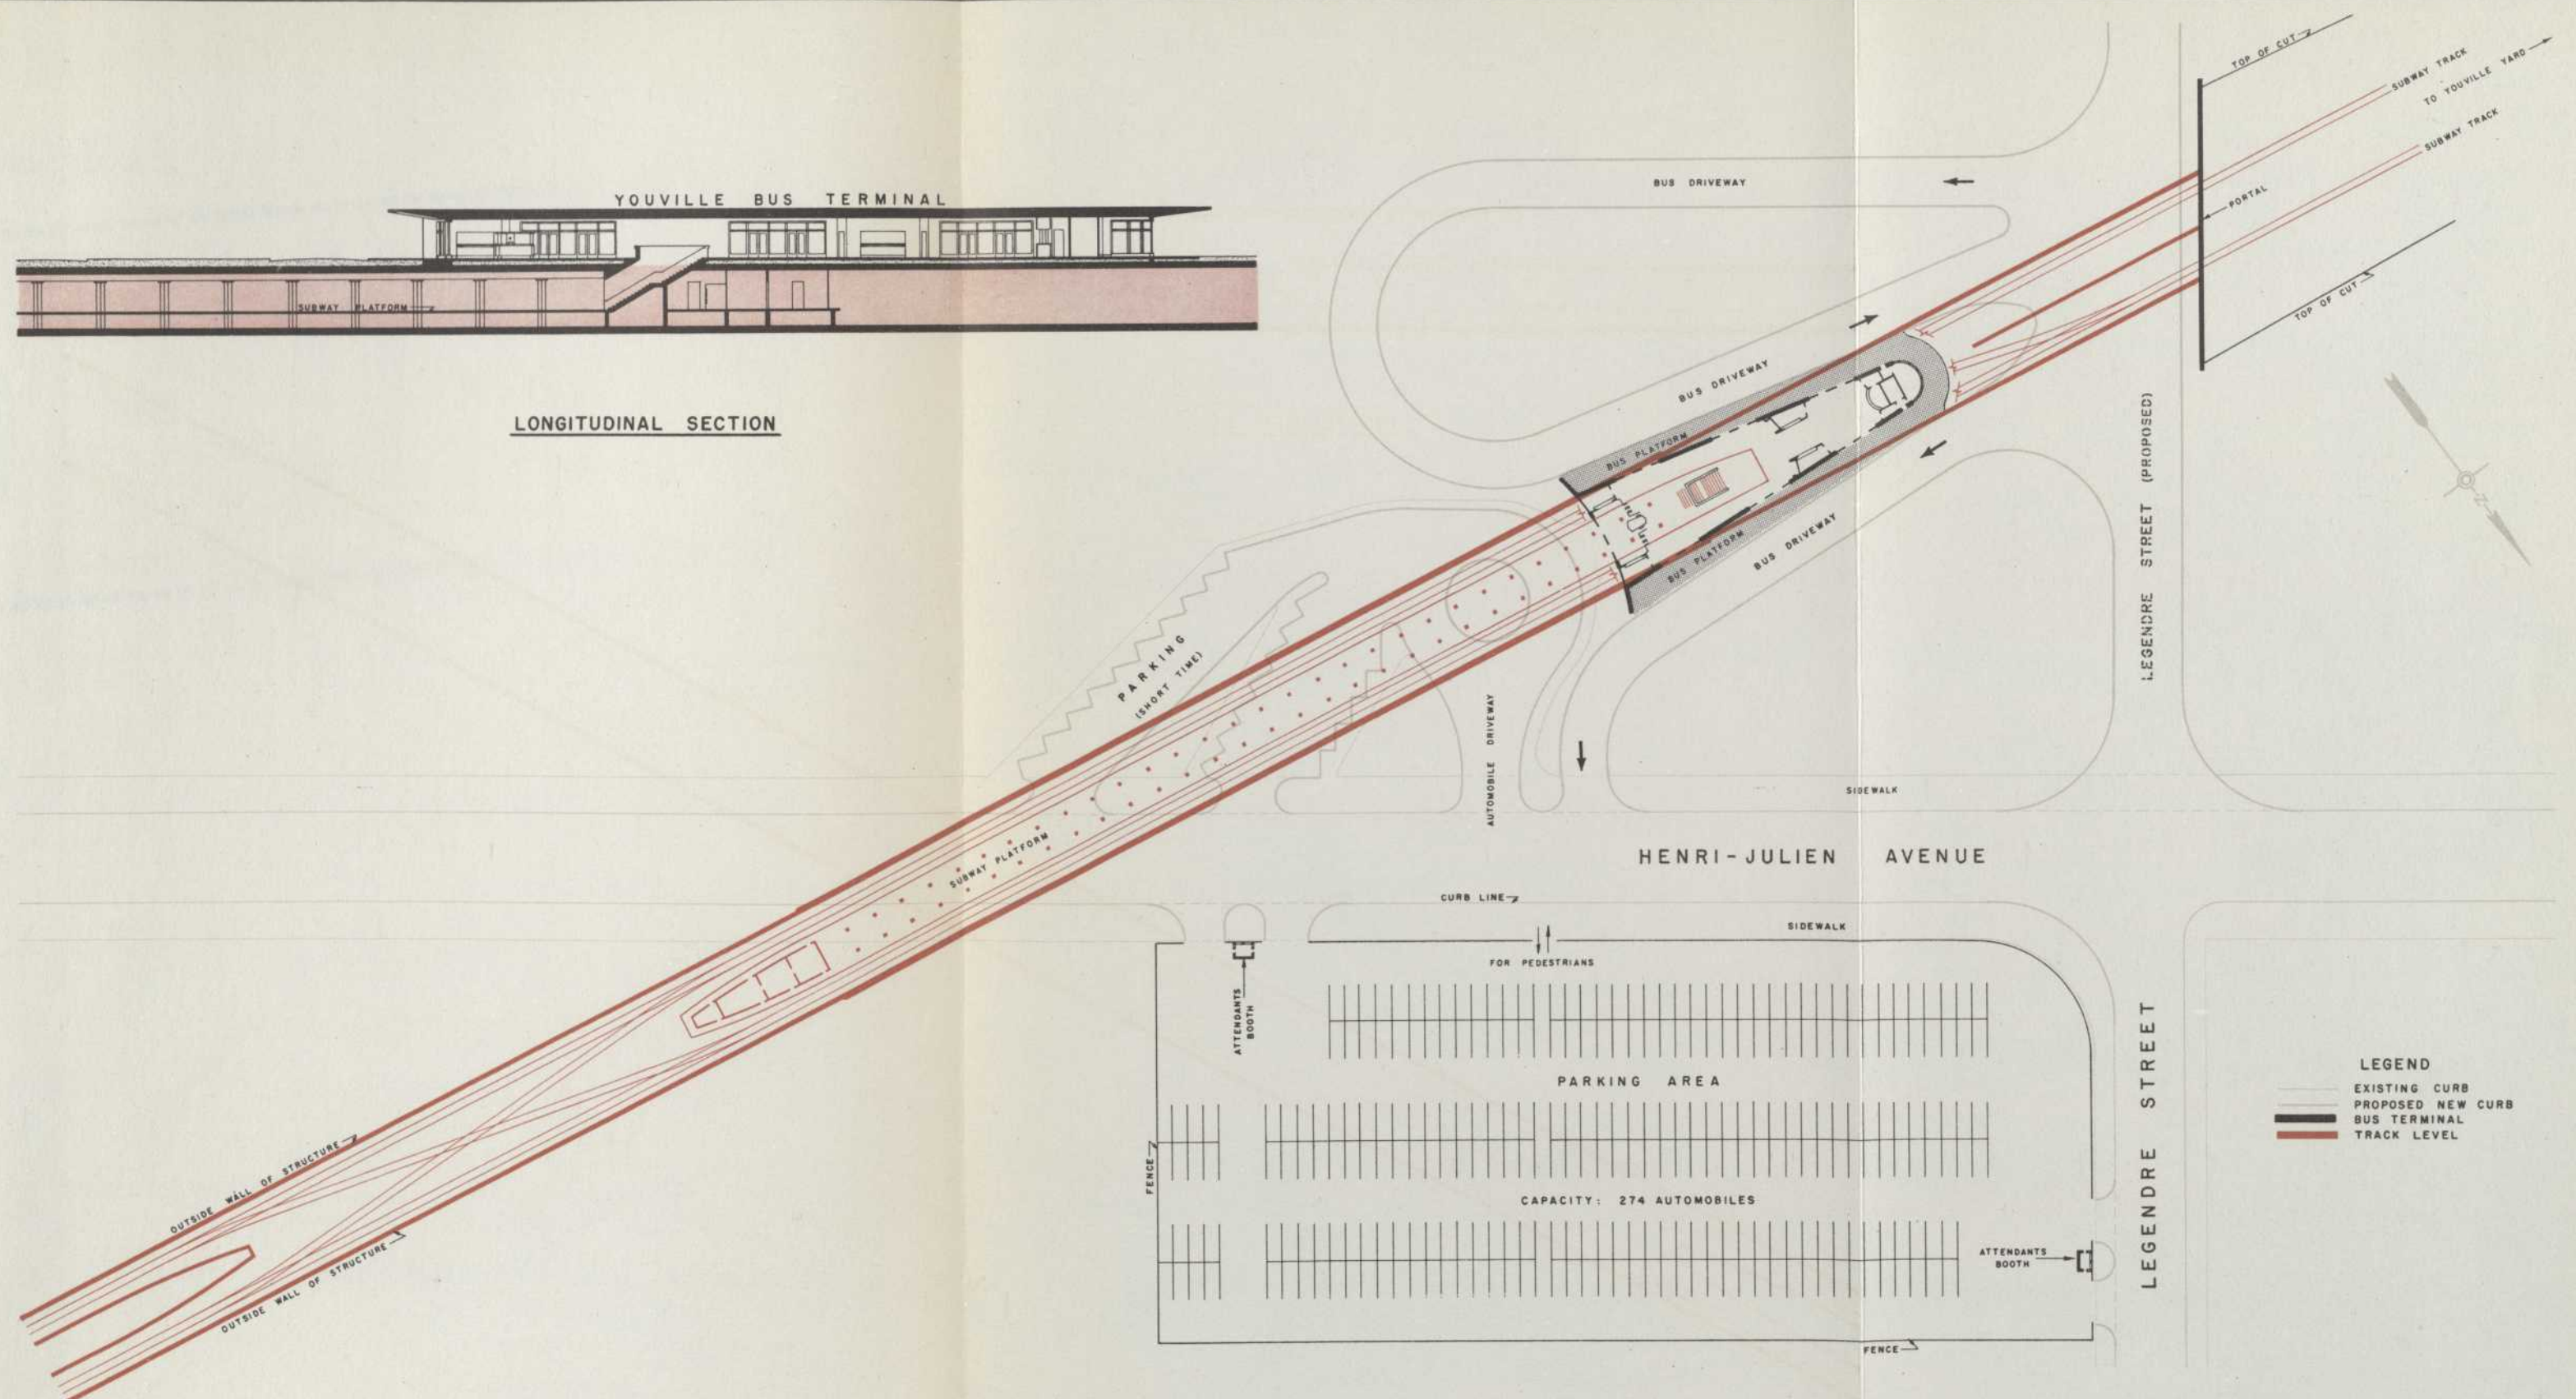 YOUVILLE BUS TERMINAL
SUBWAY PLATFORM
LONGITUDINAL SECTION
TOP OF CUT
SUBWAY TRACK
TO YOUVILLE YARD
SUBWAY TRACK
PORTAL
TOP OF CUT
BUS DRIVEWAY
BUS DRIVEWAY
BUS PLATFORM
BUS PLATFORM
BUS DRIVEWAY
LEGENDRE STREET (PROPOSED)
N
PARKING
(SHORT TIME)
AUTOMOBILE DRIVEWAY
SIDEWALK
SUBWAY PLATFORM
HENRI-JULIEN AVENUE
CURB LINE
SIDEWALK
FOR PEDESTRIANS
ATTENDANTS
BOOTH
PARKING AREA
FENCE
CAPACITY: 274 AUTOMOBILES
ATTENDANTS
BOOTH
FENCE
LEGENDRE STREET
OUTSIDE WALL OF STRUCTURE
OUTSIDE WALL OF STRUCTURE
LEGEND
EXISTING CURB
PROPOSED NEW CURB
BUS TERMINAL
TRACK LEVEL